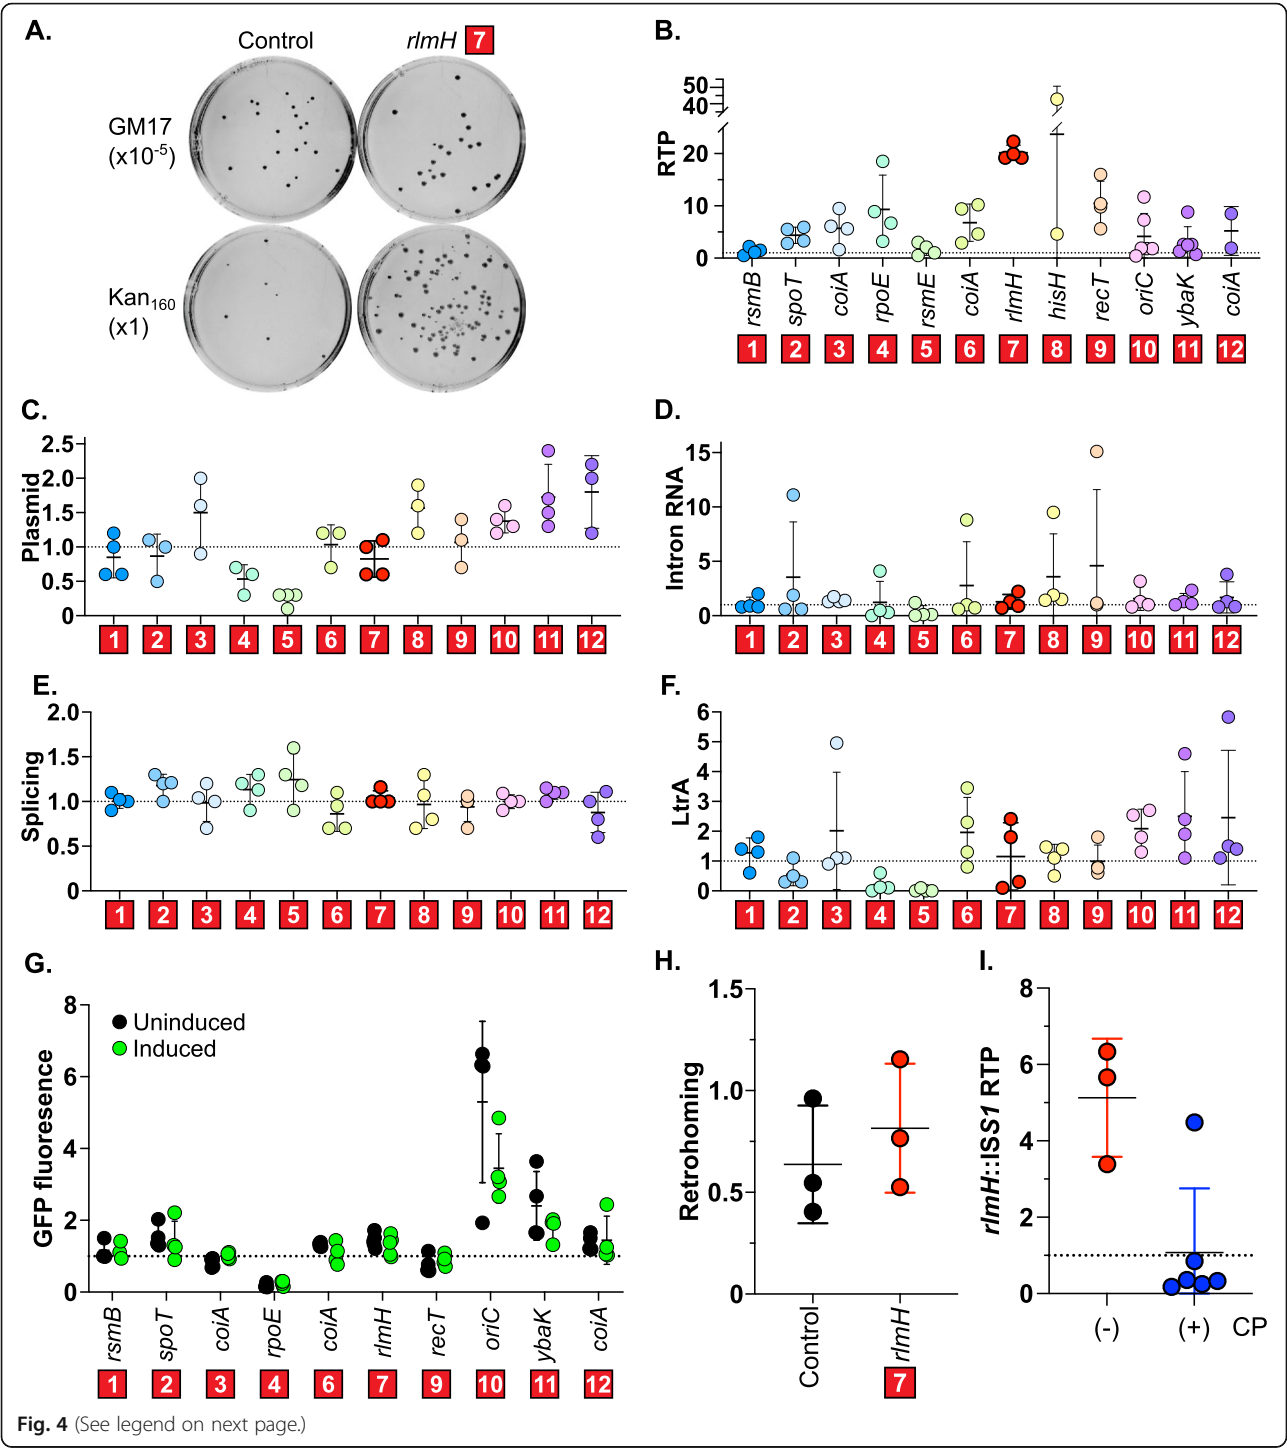 A.
Control
rlmH 7
GM17
(x10-5)
Kan160
(x1)
B.
RTP
50
40
20
10
0
rsmB
spoT
coiA
rpoE
rsmE
coiA
rlmH
hisH
recT
oriC
ybaK
coiA
1 2 3 4 5 6 7 8 9 10 11 12
C.
Plasmid
2.5
2.0
1.5
1.0
0.5
0
1 2 3 4 5 6 7 8 9 10 11 12
D.
Intron RNA
15
10
5
0
1 2 3 4 5 6 7 8 9 10 11 12
E.
Splicing
2.0
1.5
1.0
0.5
0
1 2 3 4 5 6 7 8 9 10 11 12
F.
LtrA
6
5
4
3
2
1
0
1 2 3 4 5 6 7 8 9 10 11 12
G.
GFP fluoresence
8
6
4
2
0
Uninduced
Induced
rsmB
spoT
coiA
rpoE
coiA
rlmH
recT
oriC
ybaK
coiA
1 2 3 4 6 7 9 10 11 12
H.
Retrohoming
1.5
1.0
0.5
0
Control
rlmH
7
I.
rlmH::ISS1 RTP
8
6
4
2
0
(-) (+) CP
Fig. 4 (See legend on next page.)